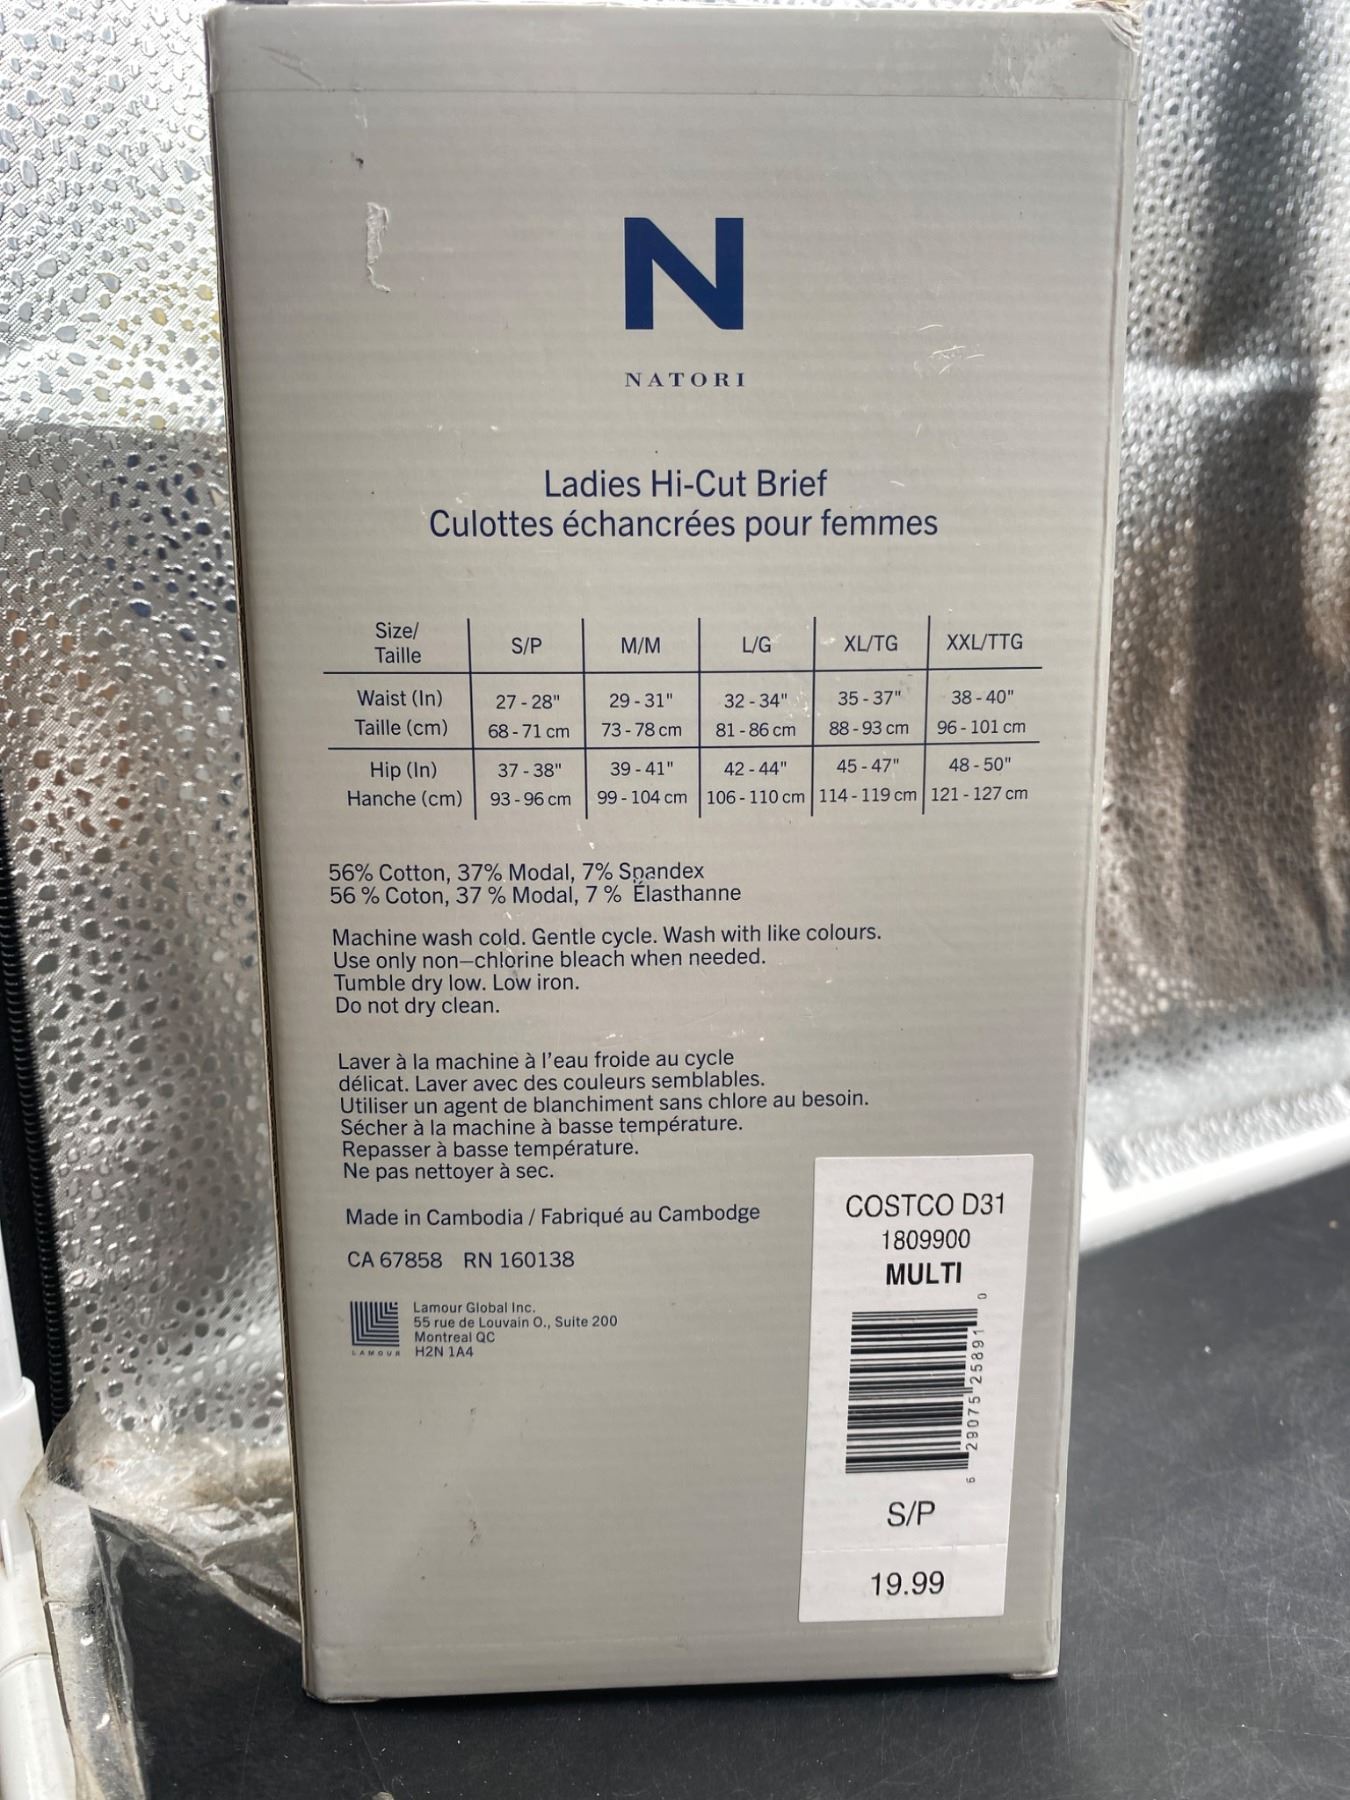 N
NATORI
Ladies Hi-Cut Brief
Culottes échancrées pour femmes
Size/ Taille S/P M/M L/G XL/TG XXL/TTG
Waist (In) 27 - 28" 29 - 31" 32 - 34" 35 - 37" 38 - 40"
Taille (cm) 68 - 71 cm 73 - 78 cm 81 - 86 cm 88 - 93 cm 96 - 101 cm
Hip (In) 37 - 38" 39 - 41" 42 - 44" 45 - 47" 48 - 50"
Hanche (cm) 93 - 96 cm 99 - 104 cm 106 - 110 cm 114 - 119 cm 121 - 127 cm
56% Cotton, 37% Modal, 7% Spandex
56 % Coton, 37 % Modal, 7 % Élasthanne
Machine wash cold. Gentle cycle. Wash with like colours.
Use only non–chlorine bleach when needed.
Tumble dry low. Low iron.
Do not dry clean.
Laver à la machine à l'eau froide au cycle
délicat. Laver avec des couleurs semblables.
Utiliser un agent de blanchiment sans chlore au besoin.
Sécher à la machine à basse température.
Repasser à basse température.
Ne pas nettoyer à sec.
Made in Cambodia / Fabriqué au Cambodge
CA 67858 RN 160138
LAMOUR
Lamour Global Inc.
55 rue de Louvain O., Suite 200
Montreal QC
H2N 1A4
COSTCO D31
1809900
MULTI
6 29075 25891 0
S/P
19.99